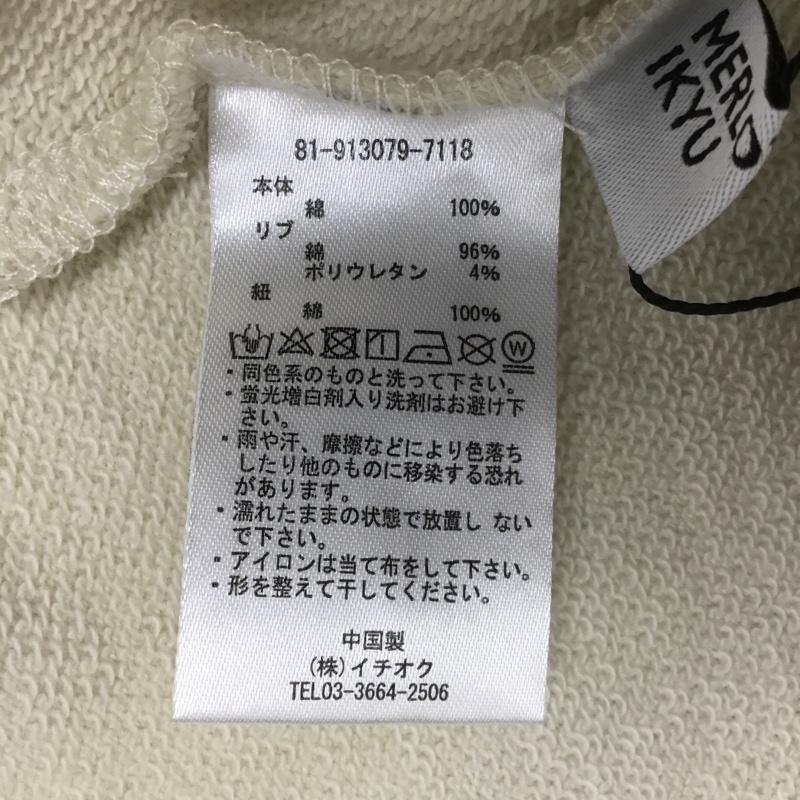 MERLO
IKYU
81-913079-7118
本体
綿 100%
リブ
綿 96%
ポリウレタン 4%
紐
綿 100%
W
・同色系のものと洗って下さい。
・蛍光増白剤入り洗剤はお避け下
さい。
・雨や汗、摩擦などにより色落ち
したり他のものに移染する恐れ
があります。
・濡れたままの状態で放置し ない
で下さい。
・アイロンは当て布をして下さい。
・形を整えて干してください。
中国製
(株)イチオク
TEL03-3664-2506